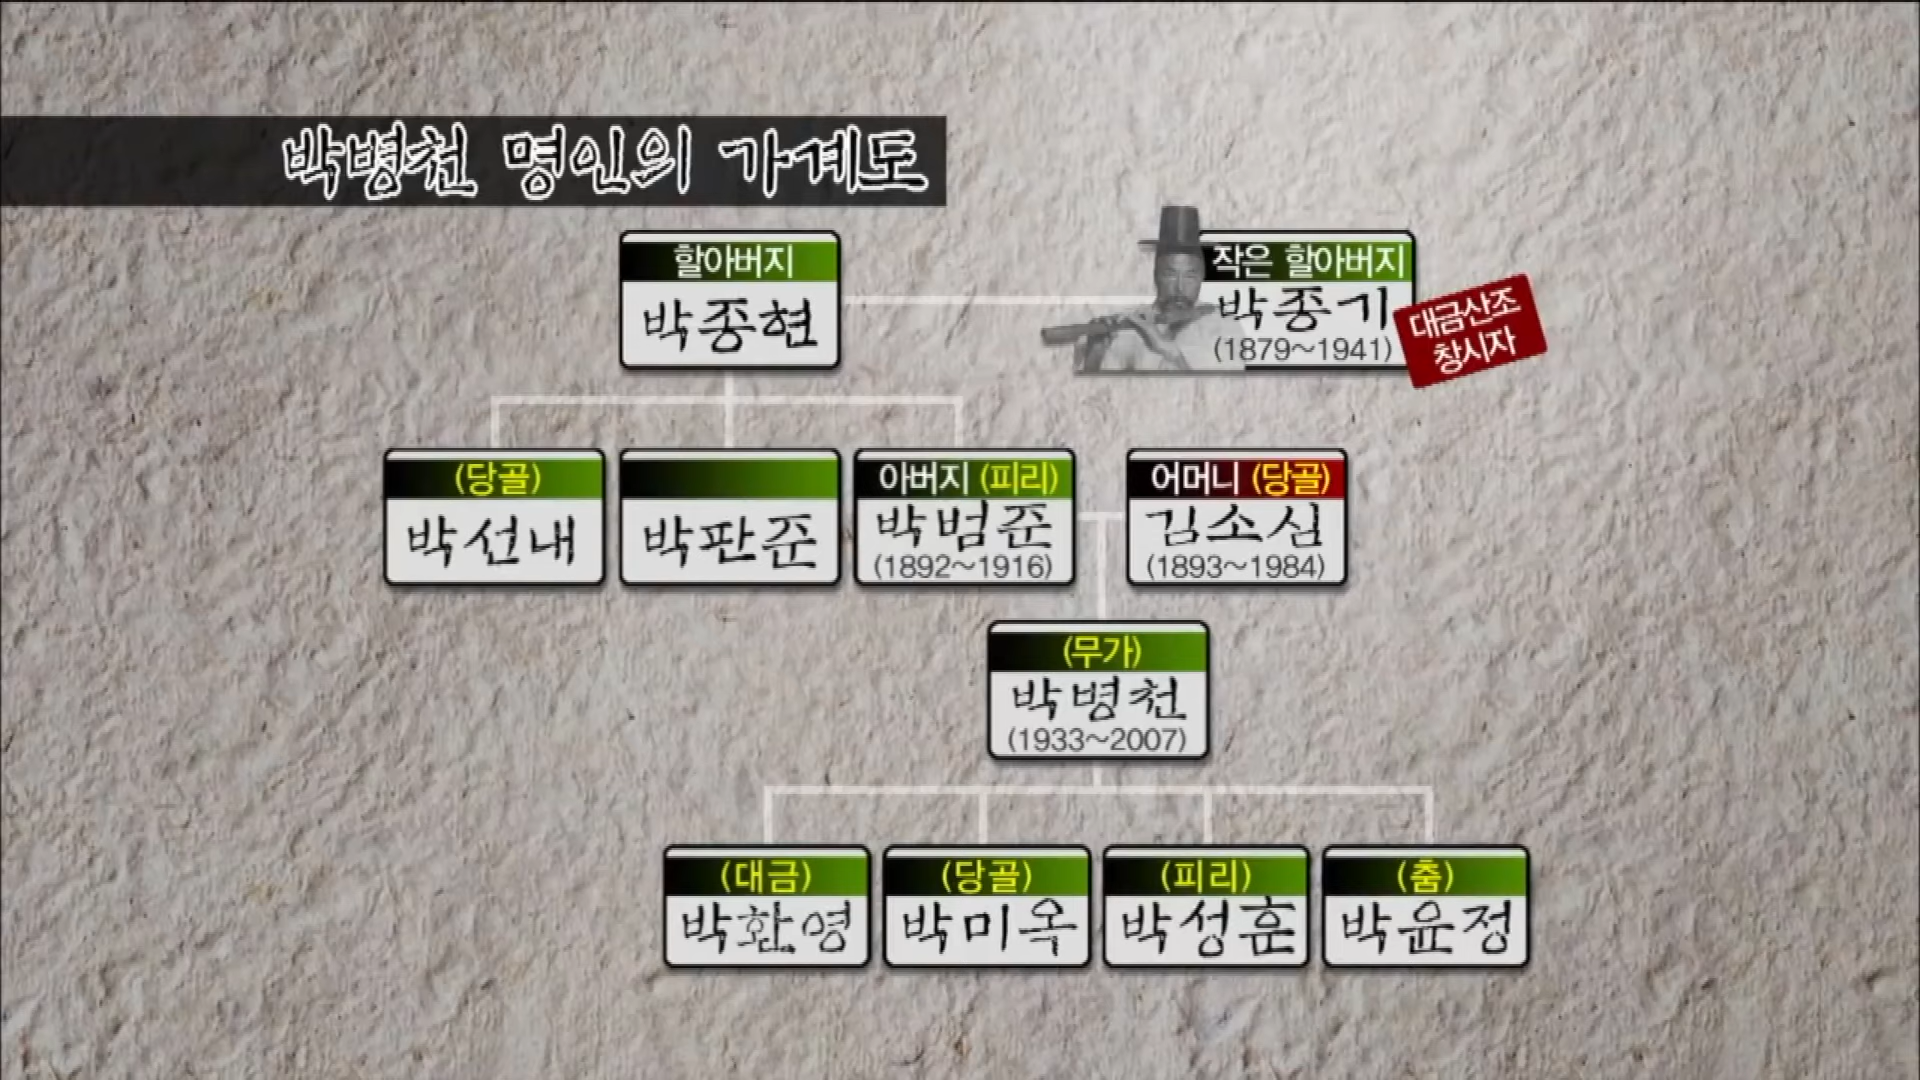 박병천 명인의 가계도
할아버지
박종현
작은 할아버지
박종기
(1879~1941)
대금산조
창시자
(당골)
박선내
박판준
아버지 (피리)
박범준
(1892~1916)
어머니 (당골)
김소심
(1893~1984)
(무가)
박병천
(1933~2007)
(대금)
박환영
(당골)
박미옥
(피리)
박성훈
(춤)
박윤정